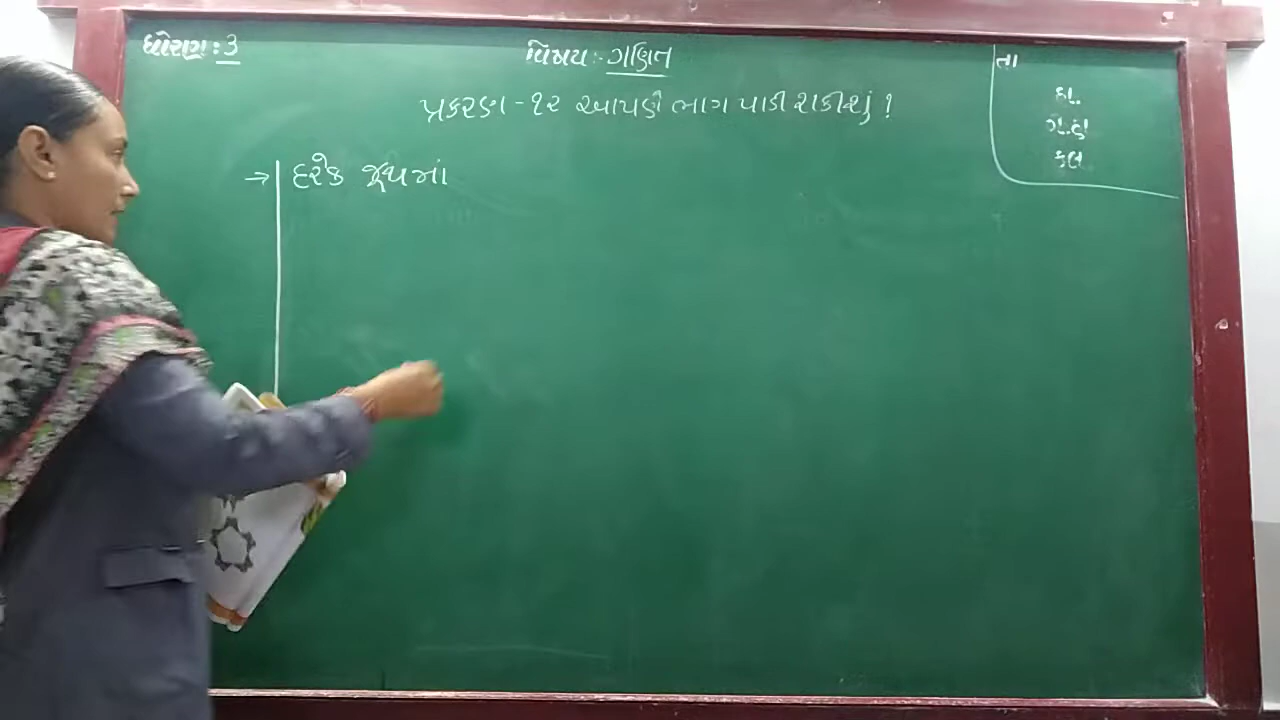 ધોરણ : 3
વિષય :- ગણિત
તા
પ્રકરણ - ૧૨ આપણે ભાગ પાડી શકીશું ?
→ દરેક જૂથમાં